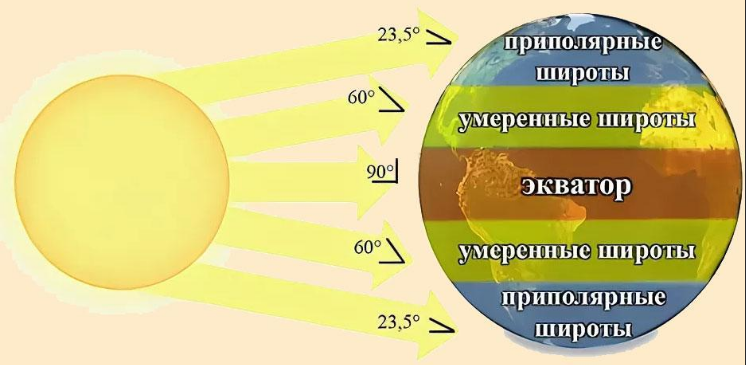 23,5°
приполярные
широты
60°
умеренные широты
90°
экватор
60°
умеренные широты
23,5°
приполярные
широты